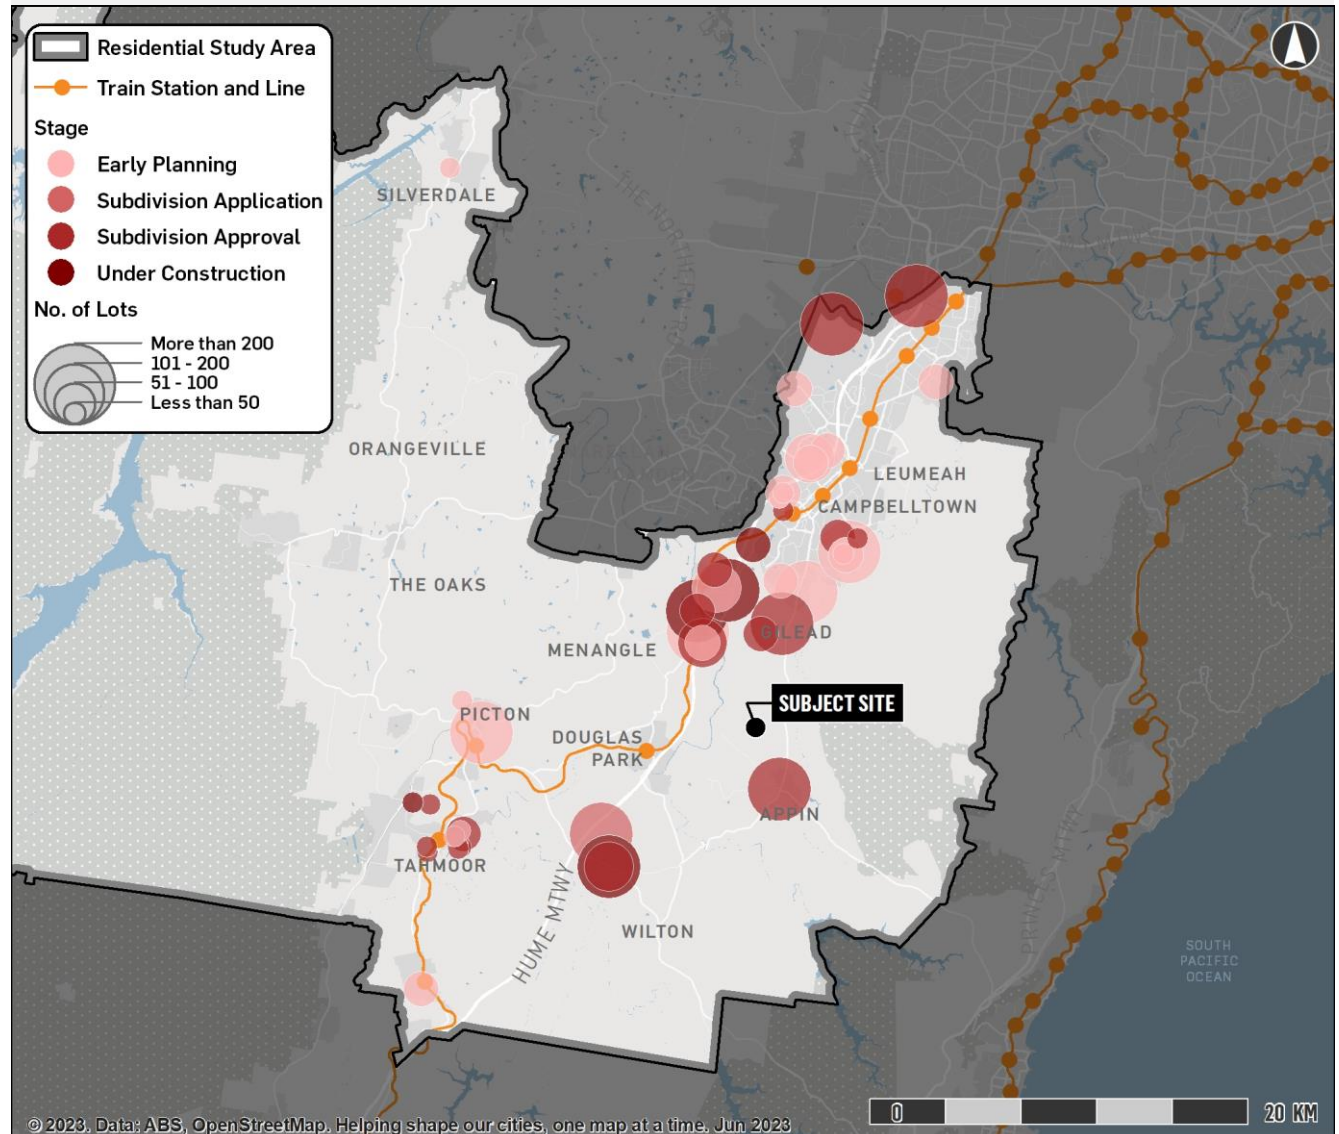 Residential Study Area
Train Station and Line
Stage
Early Planning
Subdivision Application
Subdivision Approval
Under Construction
No. of Lots
More than 200
101 - 200
51 - 100
Less than 50
SILVERDALE
ORANGEVILLE
LEUMEAH
CAMPBELLTOWN
THE OAKS
GILEAD
MENANGLE
SUBJECT SITE
PICTON
DOUGLAS
PARK
APPIN
TAHMOOR
HUME MTWY
WILTON
SOUTH
PACIFIC
OCEAN
0
20 KM
© 2023. Data: ABS, OpenStreetMap. Helping shape our cities, one map at a time. Jun 2023